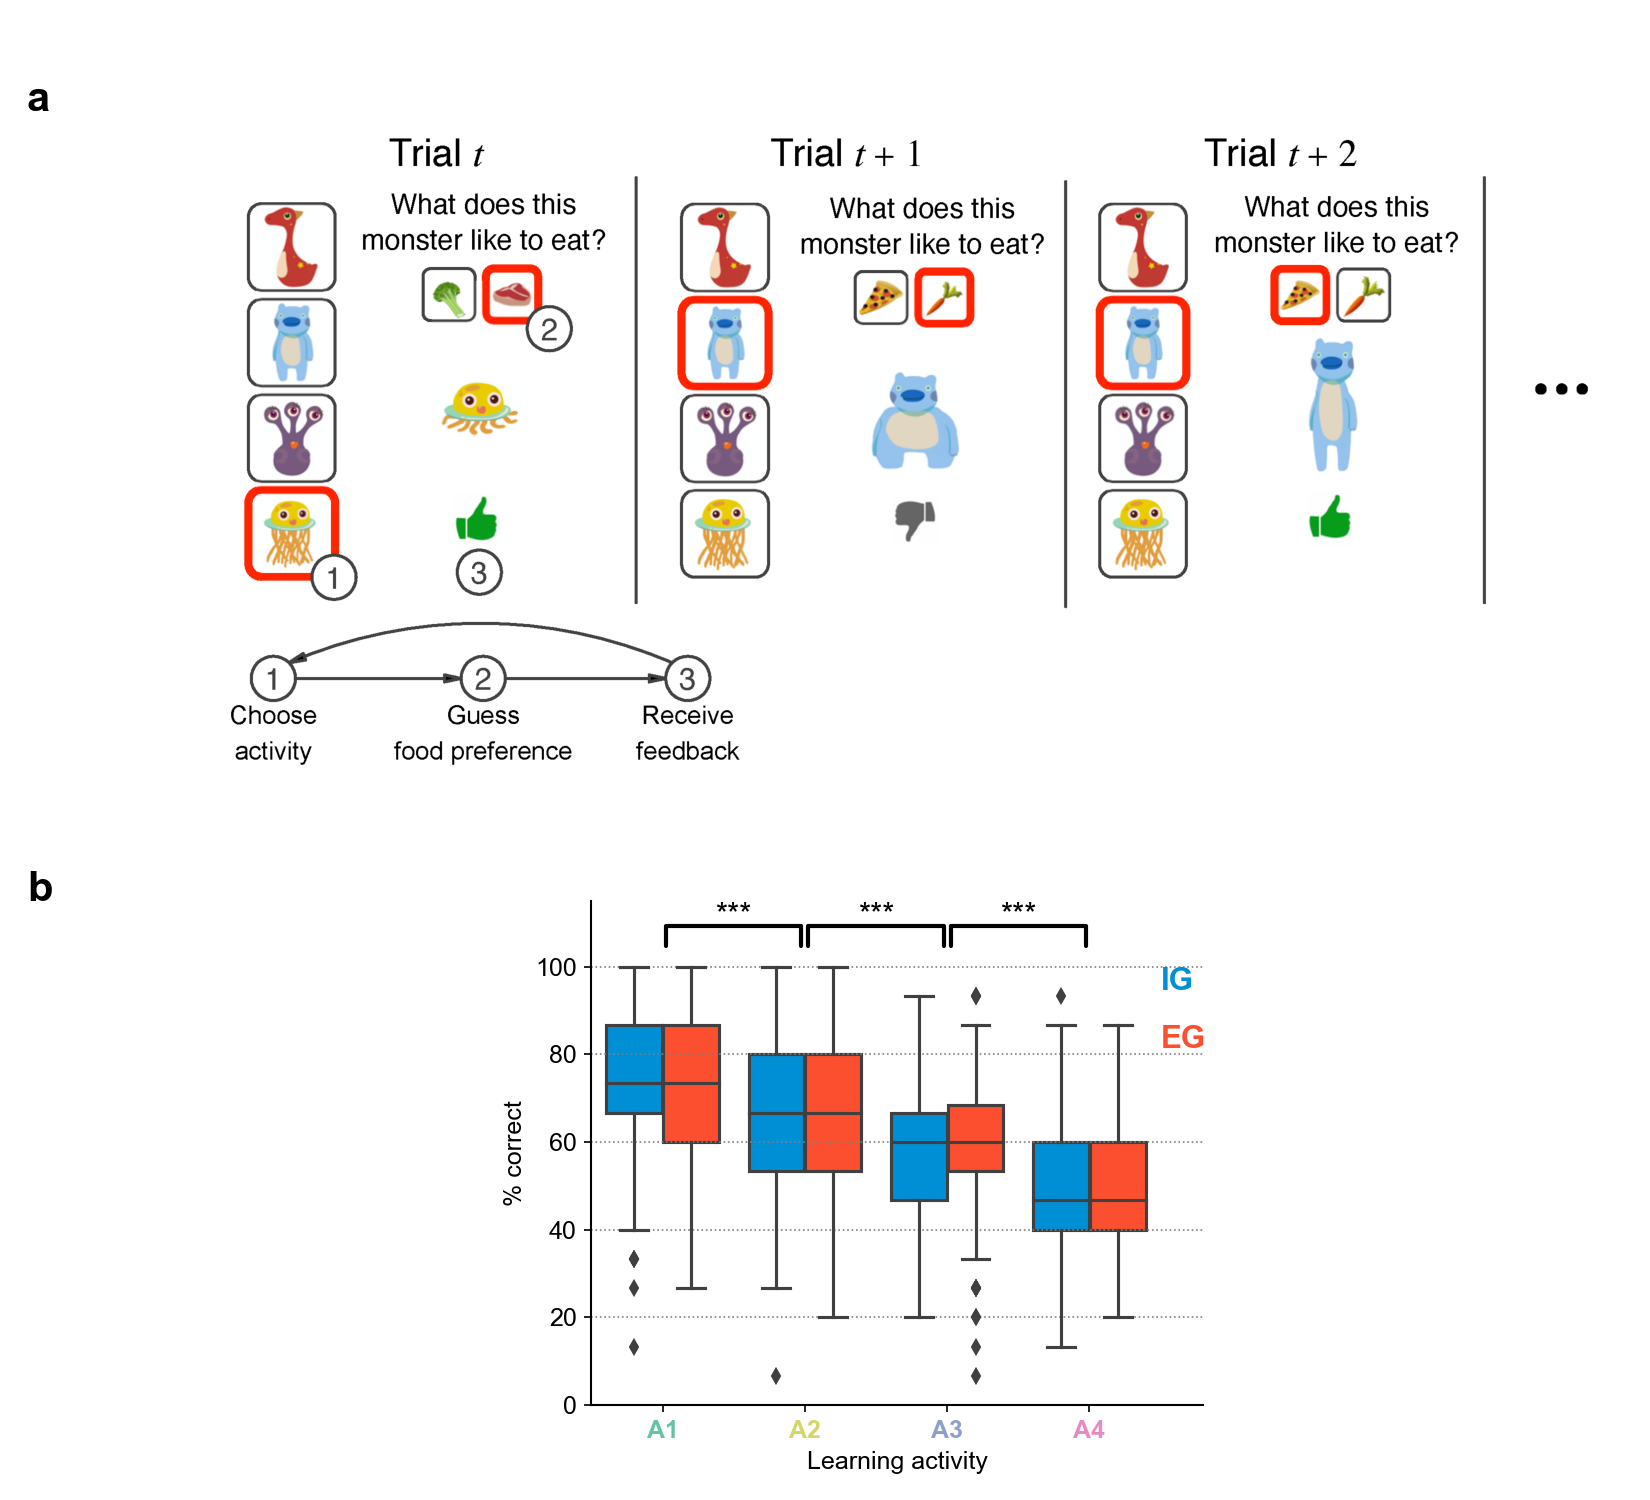 a
Trial t
What does this
monster like to eat?
2
1
3
Trial t + 1
What does this
monster like to eat?
Trial t + 2
What does this
monster like to eat?
...
1
2
3
Choose
activity
Guess
food preference
Receive
feedback
b
*** *** ***
IG
EG
% correct
100
80
60
40
20
0
A1 A2 A3 A4
Learning activity